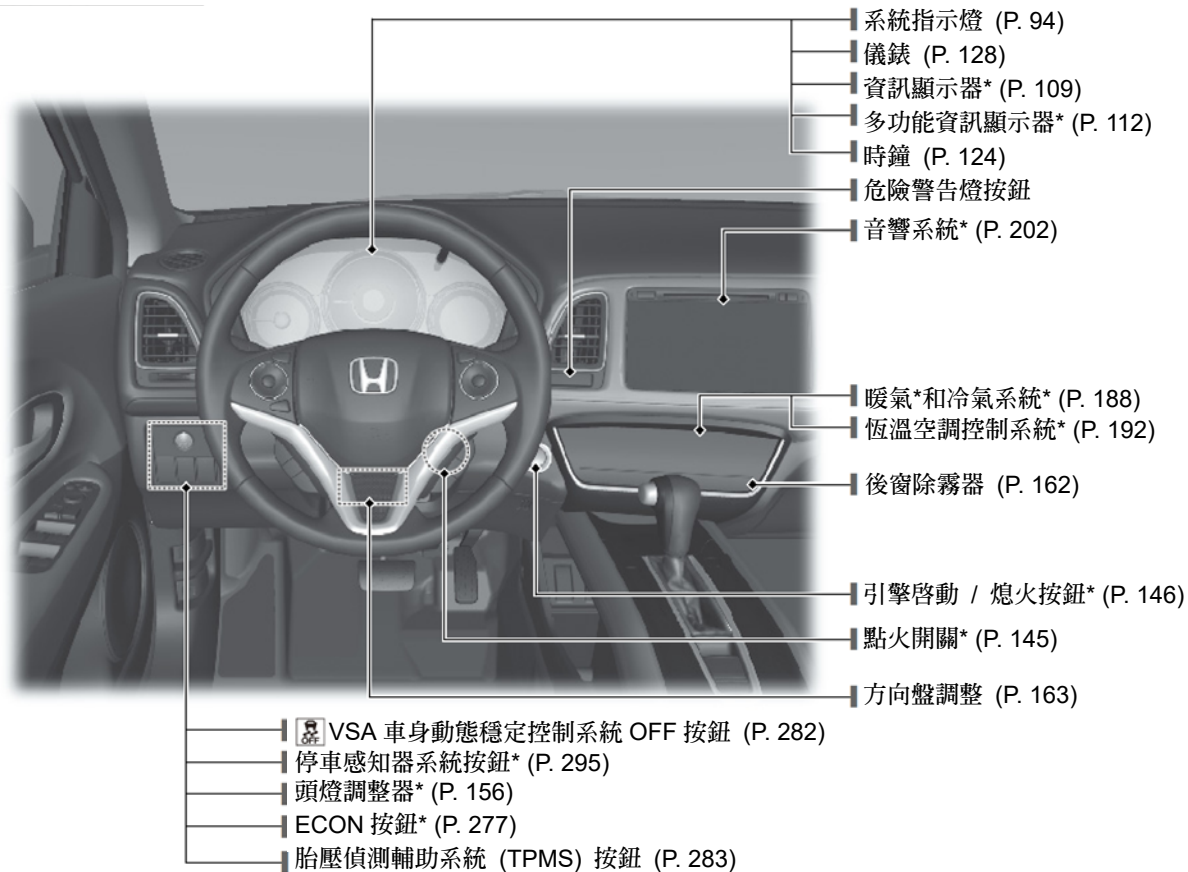 系統指示燈 (P. 94)
儀錶 (P. 128)
資訊顯示器* (P. 109)
多功能資訊顯示器* (P. 112)
時鐘 (P. 124)
危險警告燈按鈕
音響系統* (P. 202)
暖氣*和冷氣系統* (P. 188)
恆溫空調控制系統* (P. 192)
後窗除霧器 (P. 162)
引擎啓動 / 熄火按鈕* (P. 146)
點火開關* (P. 145)
方向盤調整 (P. 163)
OFF VSA 車身動態穩定控制系統 OFF 按鈕 (P. 282)
停車感知器系統按鈕* (P. 295)
頭燈調整器* (P. 156)
ECON 按鈕* (P. 277)
胎壓偵測輔助系統 (TPMS) 按鈕 (P. 283)